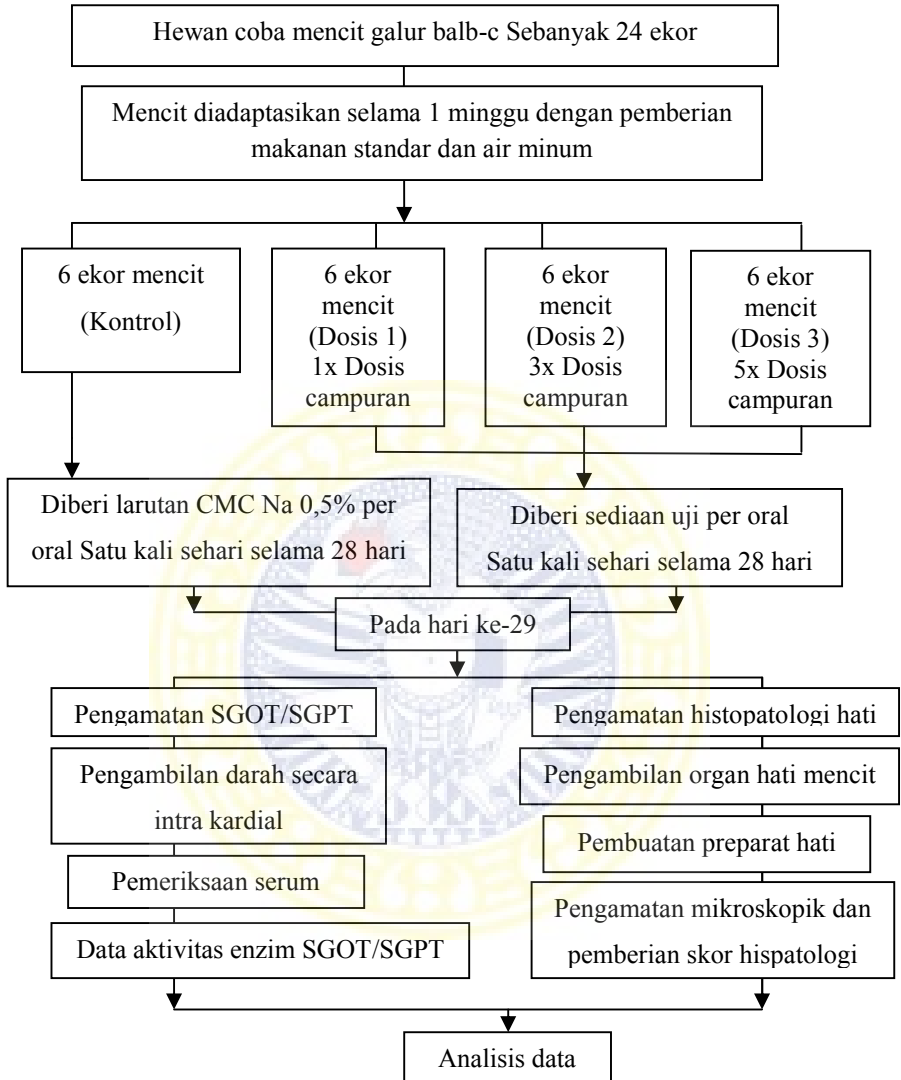 Hewan coba mencit galur balb-c Sebanyak 24 ekor
Mencit diadaptasikan selama 1 minggu dengan pemberian
makanan standar dan air minum
6 ekor mencit
(Kontrol)
6 ekor
mencit
(Dosis 1)
1x Dosis
campuran
6 ekor
mencit
(Dosis 2)
3x Dosis
campuran
6 ekor
mencit
(Dosis 3)
5x Dosis
campuran
Diberi larutan CMC Na 0,5% per
oral Satu kali sehari selama 28 hari
Diberi sediaan uji per oral
Satu kali sehari selama 28 hari
Pada hari ke-29
Pengamatan SGOT/SGPT
Pengambilan darah secara
intra kardial
Pemeriksaan serum
Data aktivitas enzim SGOT/SGPT
Pengamatan histopatologi hati
Pengambilan organ hati mencit
Pembuatan preparat hati
Pengamatan mikroskopik dan
pemberian skor hispatologi
Analisis data